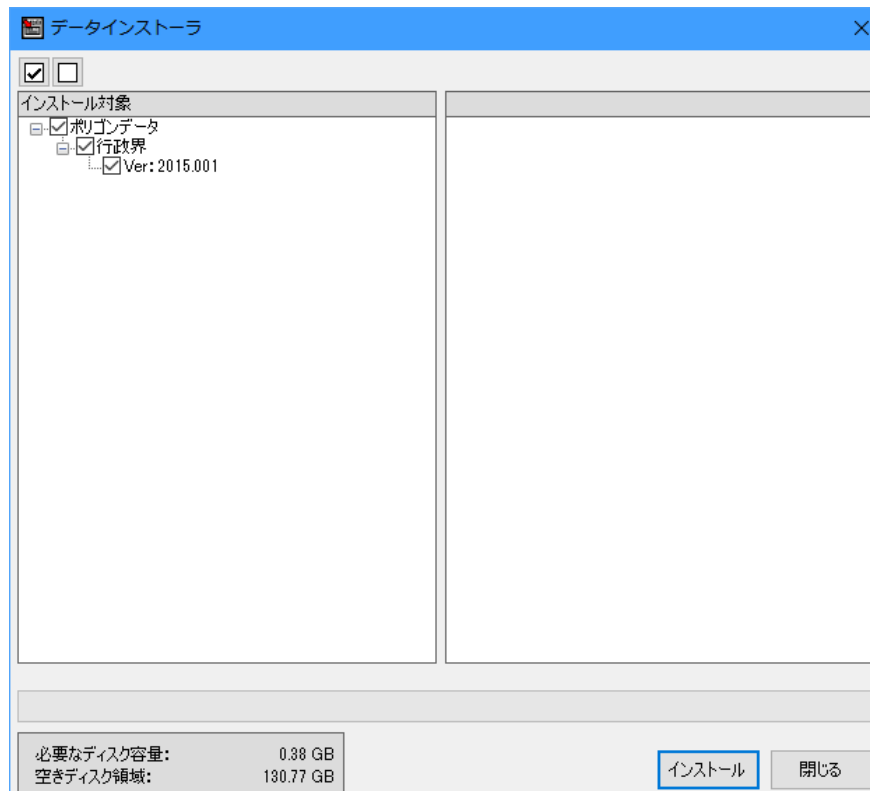 データインストーラ
インストール対象
ポリゴンデータ
行政界
Ver: 2015.001
必要なディスク容量: 0.38 GB
空きディスク領域: 130.77 GB
インストール 閉じる